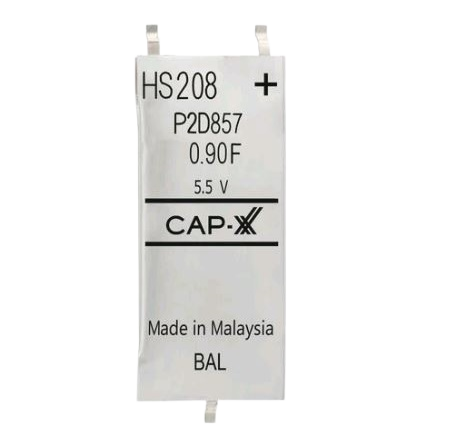 HS208 +
P2D857
0.90F
5.5 V
CAP-XX
Made in Malaysia
BAL